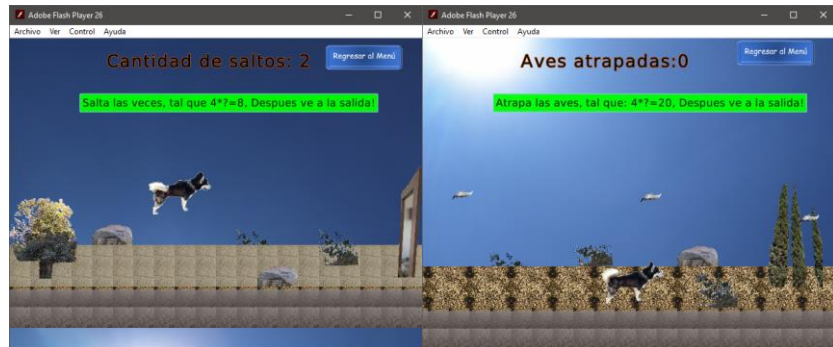 Adobe Flash Player 26
Archivo Ver Control Ayuda
Cantidad de saltos: 2
Regresar al Menú
Salta las veces, tal que 4*?=8, Despues ve a la salida!
Adobe Flash Player 26
Archivo Ver Control Ayuda
Aves atrapadas:0
Regresar al Menú
Atrapa las aves, tal que: 4*?=20, Despues ve a la salida!